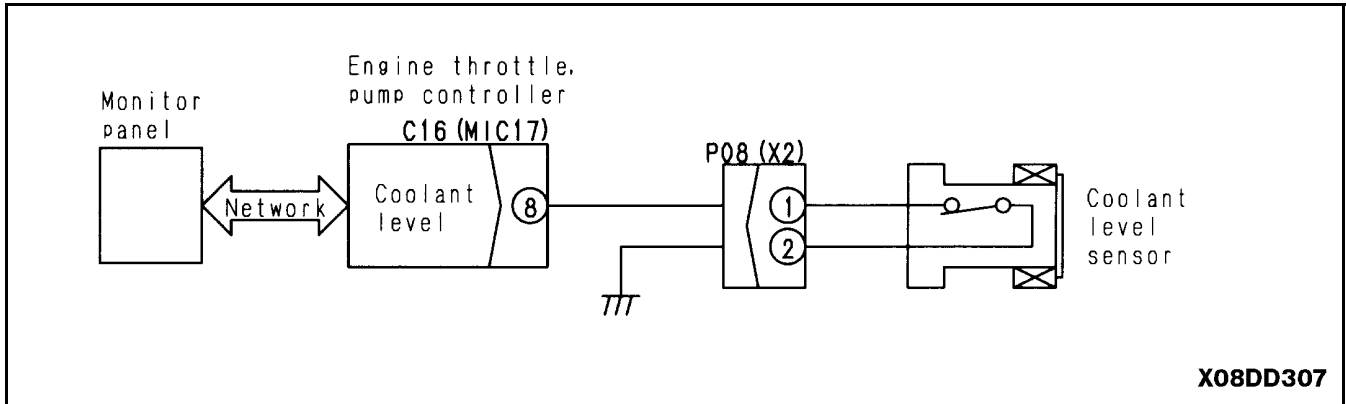 Engine throttle,
pump controller
Monitor
panel
C16 (MIC17)
P08 (X2)
Network
Coolant
level
8
1
2
Coolant
level
sensor
X08DD307